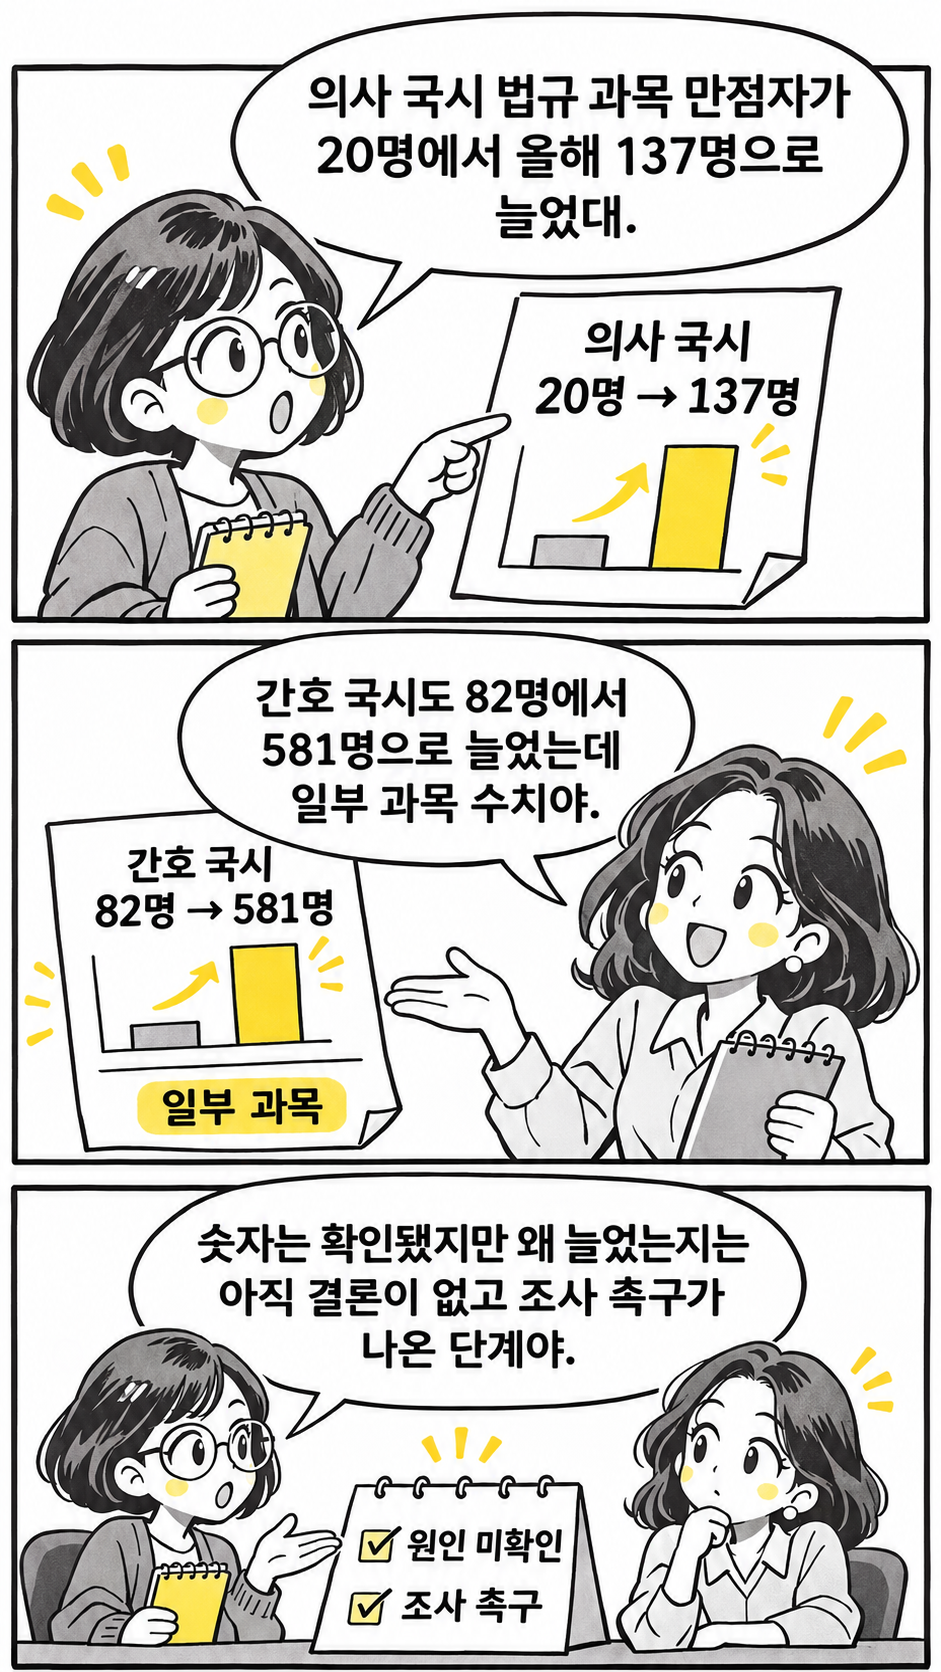 의사 국시 법규 과목 만점자가
20명에서 올해 137명으로
늘었대.
의사 국시
20명 → 137명
간호 국시도 82명에서
581명으로 늘었는데
일부 과목 수치야.
간호 국시
82명 → 581명
일부 과목
숫자는 확인됐지만 왜 늘었는지는
아직 결론이 없고 조사 촉구가
나온 단계야.
원인 미확인
조사 촉구